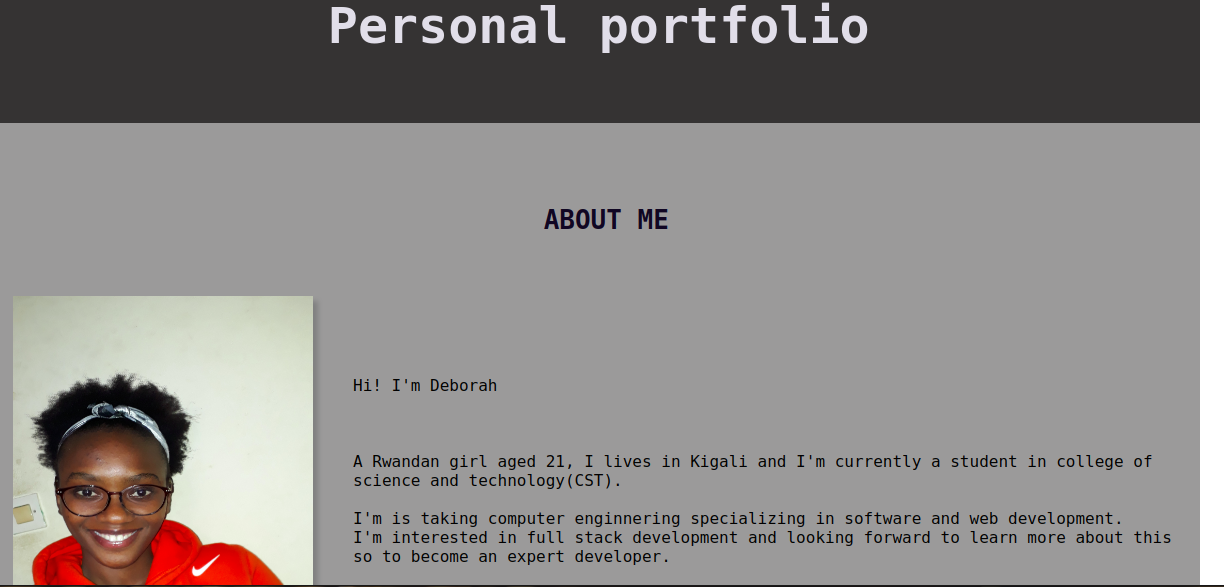 Personal portfolio
ABOUT ME
Hi! I'm Deborah
A Rwandan girl aged 21, I lives in Kigali and I'm currently a student in college of
science and technology(CST).
I'm is taking computer enginnering specializing in software and web development.
I'm interested in full stack development and looking forward to learn more about this
so to become an expert developer.